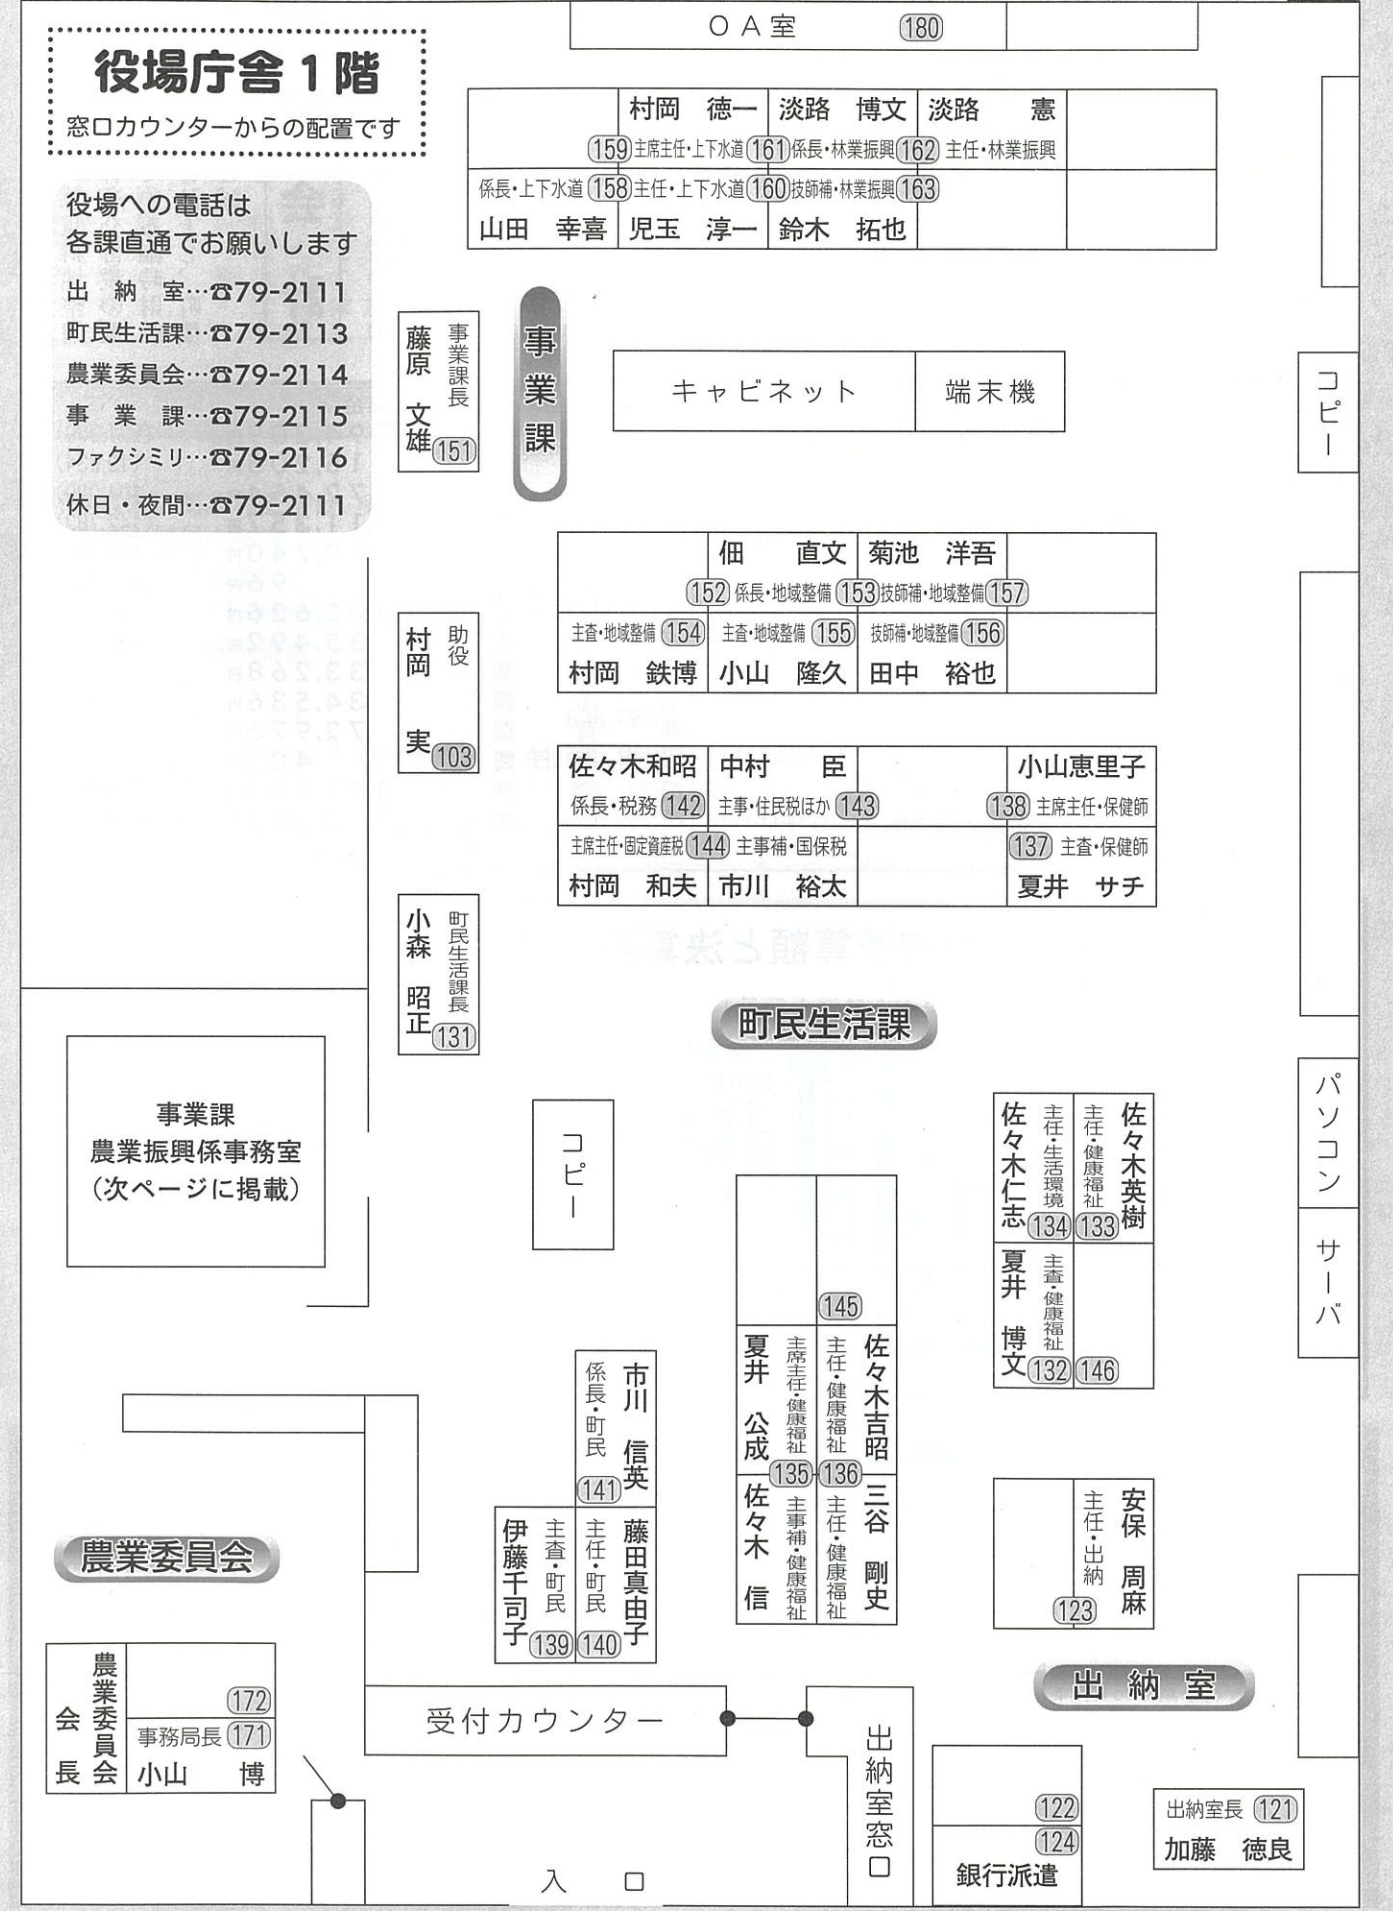 OA室 180
役場庁舎1階
窓口カウンターからの配置です
役場への電話は
各課直通でお願いします
出納室…☎79-2111
町民生活課…☎79-2113
農業委員会…☎79-2114
事業課…☎79-2115
ファクシミリ…☎79-2116
休日・夜間…☎79-2111
村岡 徳一 淡路 博文 淡路 憲
159 主席主任・上下水道 161 係長・林業振興 162 主任・林業振興
係長・上下水道 158 主任・上下水道 160 技師補・林業振興 163
山田 幸喜 児玉 淳一 鈴木 拓也
事業課長
藤原 文雄
151
事業課
キャビネット 端末機
コピー
佃 直文 菊池 洋吾
152 係長・地域整備 153 技師補・地域整備 157
主査・地域整備 154 主査・地域整備 155 技師補・地域整備 156
村岡 鉄博 小山 隆久 田中 裕也
助役
村岡 実
103
佐々木和昭 中村 臣 小山恵里子
係長・税務 142 主事・住民税ほか 143 138 主席主任・保健師
主席主任・固定資産税 144 主事補・国保税 137 主査・保健師
村岡 和夫 市川 裕太 夏井 サチ
町民生活課長
小森 昭正
131
町民生活課
事業課
農業振興係事務室
(次ページに掲載)
コピー
佐々木英樹
主任・健康福祉
133
主任・生活環境
134
佐々木仁志
146
主査・健康福祉
132
夏井 博文
パソコン
サーバ
145
佐々木吉昭
主任・健康福祉
136
主席主任・健康福祉
135
夏井 公成
三谷 剛史
主任・健康福祉
主事補・健康福祉
佐々木 信
市川 信英
係長・町民
141
藤田真由子
主任・町民
140
主査・町民
139
伊藤千司子
安保 周麻
主任・出納
123
農業委員会
出納室
農業委員会
会長
172
事務局長 171
小山 博
受付カウンター
出納室窓口
122
124
銀行派遣
出納室長 121
加藤 徳良
入口